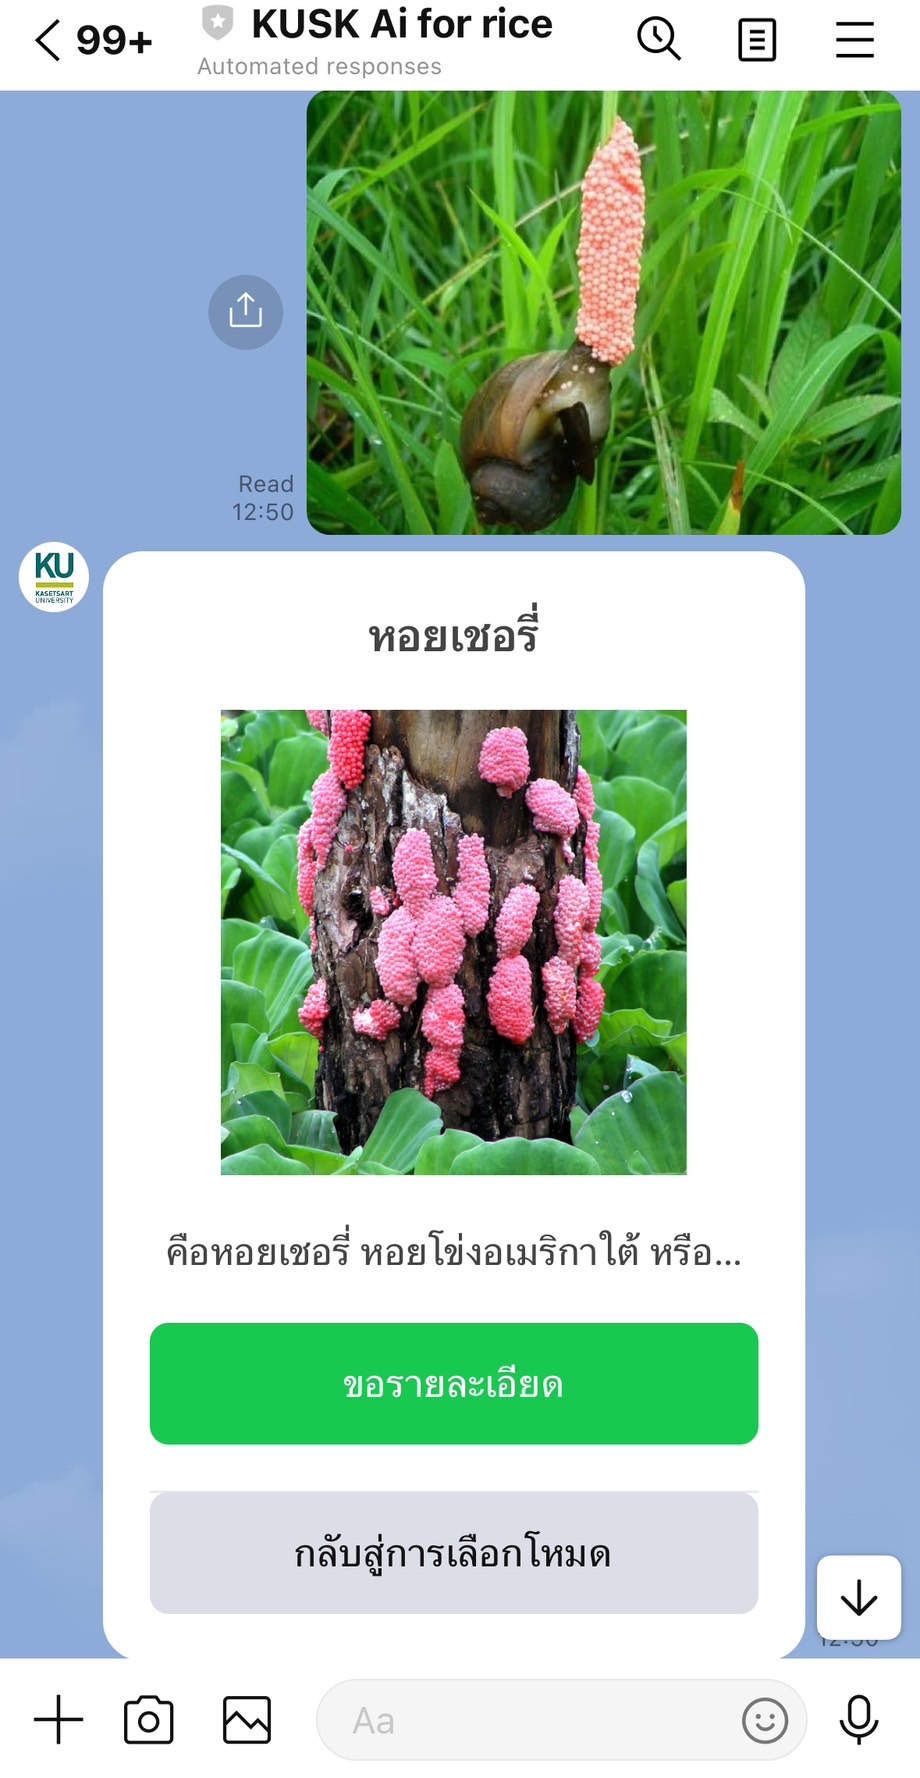 99+
KUSK Ai for rice
Automated responses
Read
12:50
KU
KASETSART
UNIVERSITY
หอยเชอรี่
คือหอยเชอรี่ หอยโข่งอเมริกาใต้ หรือ...
ขอรายละเอียด
กลับสู่การเลือกโหมด
Aa